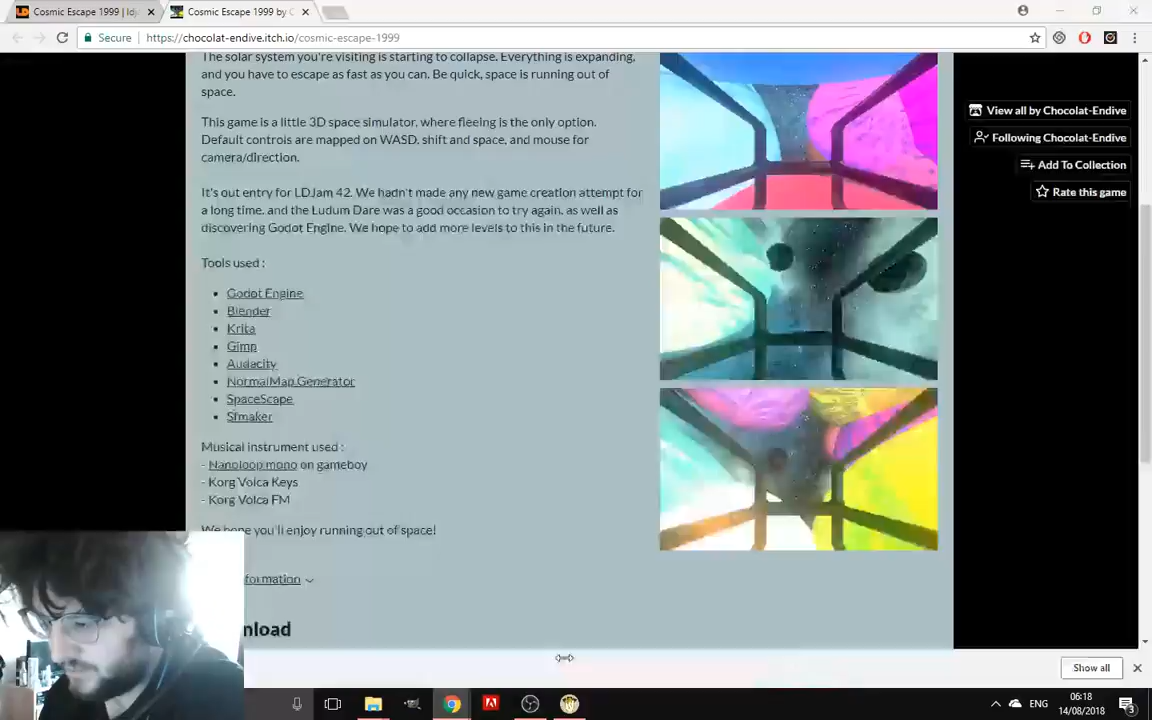 Cosmic Escape 1999 | ldj
Cosmic Escape 1999 by C
Secure
https://chocolat-endive.itch.io/cosmic-escape-1999
The solar system you're visiting is starting to collapse. Everything is expanding,
and you have to escape as fast as you can. Be quick, space is running out of
space.
This game is a little 3D space simulator, where fleeing is the only option.
Default controls are mapped on WASD, shift and space, and mouse for
camera/direction.
It's out entry for LDJam 42. We hadn't made any new game creation attempt for
a long time, and the Ludum Dare was a good occasion to try again, as well as
discovering Godot Engine. We hope to add more levels to this in the future.
Tools used :
Godot Engine
Blender
Krita
Gimp
Audacity
NormalMap Generator
SpaceScape
Musical instrument used :
- Nanoloop mono on gameboy
- Korg Volca Keys
- Korg Volca FM
We hope you'll enjoy running out of space!
formation
nload
View all by Chocolat-Endive
Following Chocolat-Endive
Add To Collection
Rate this game
Show all
ENG
06:18
14/08/2018
3